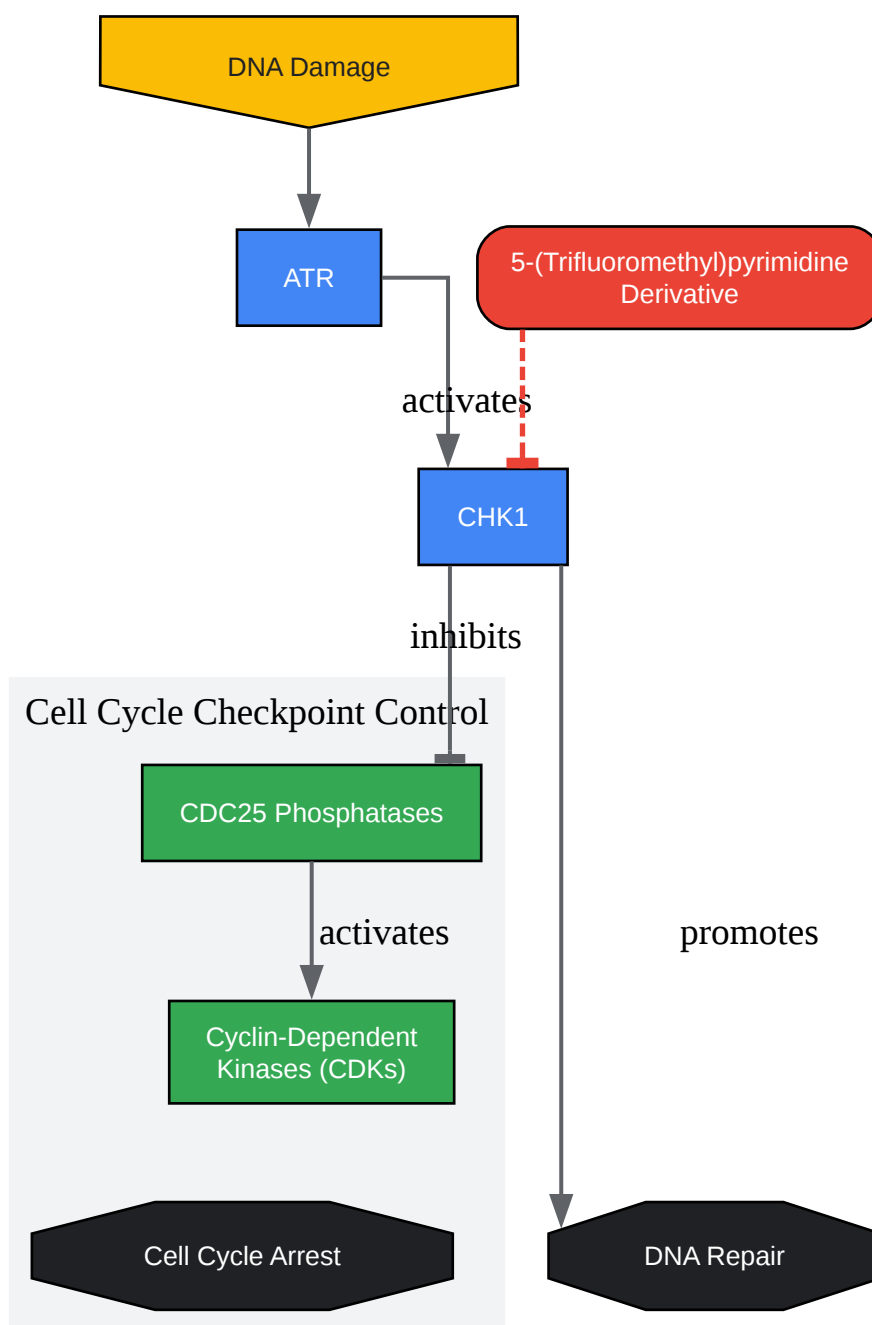 DNA Damage
ATR
5-(Trifluoromethyl)pyrimidine
Derivative
activates
CHK1
inhibits
Cell Cycle Checkpoint Control
CDC25 Phosphatases
activates
promotes
Cyclin-Dependent
Kinases (CDKs)
Cell Cycle Arrest
DNA Repair